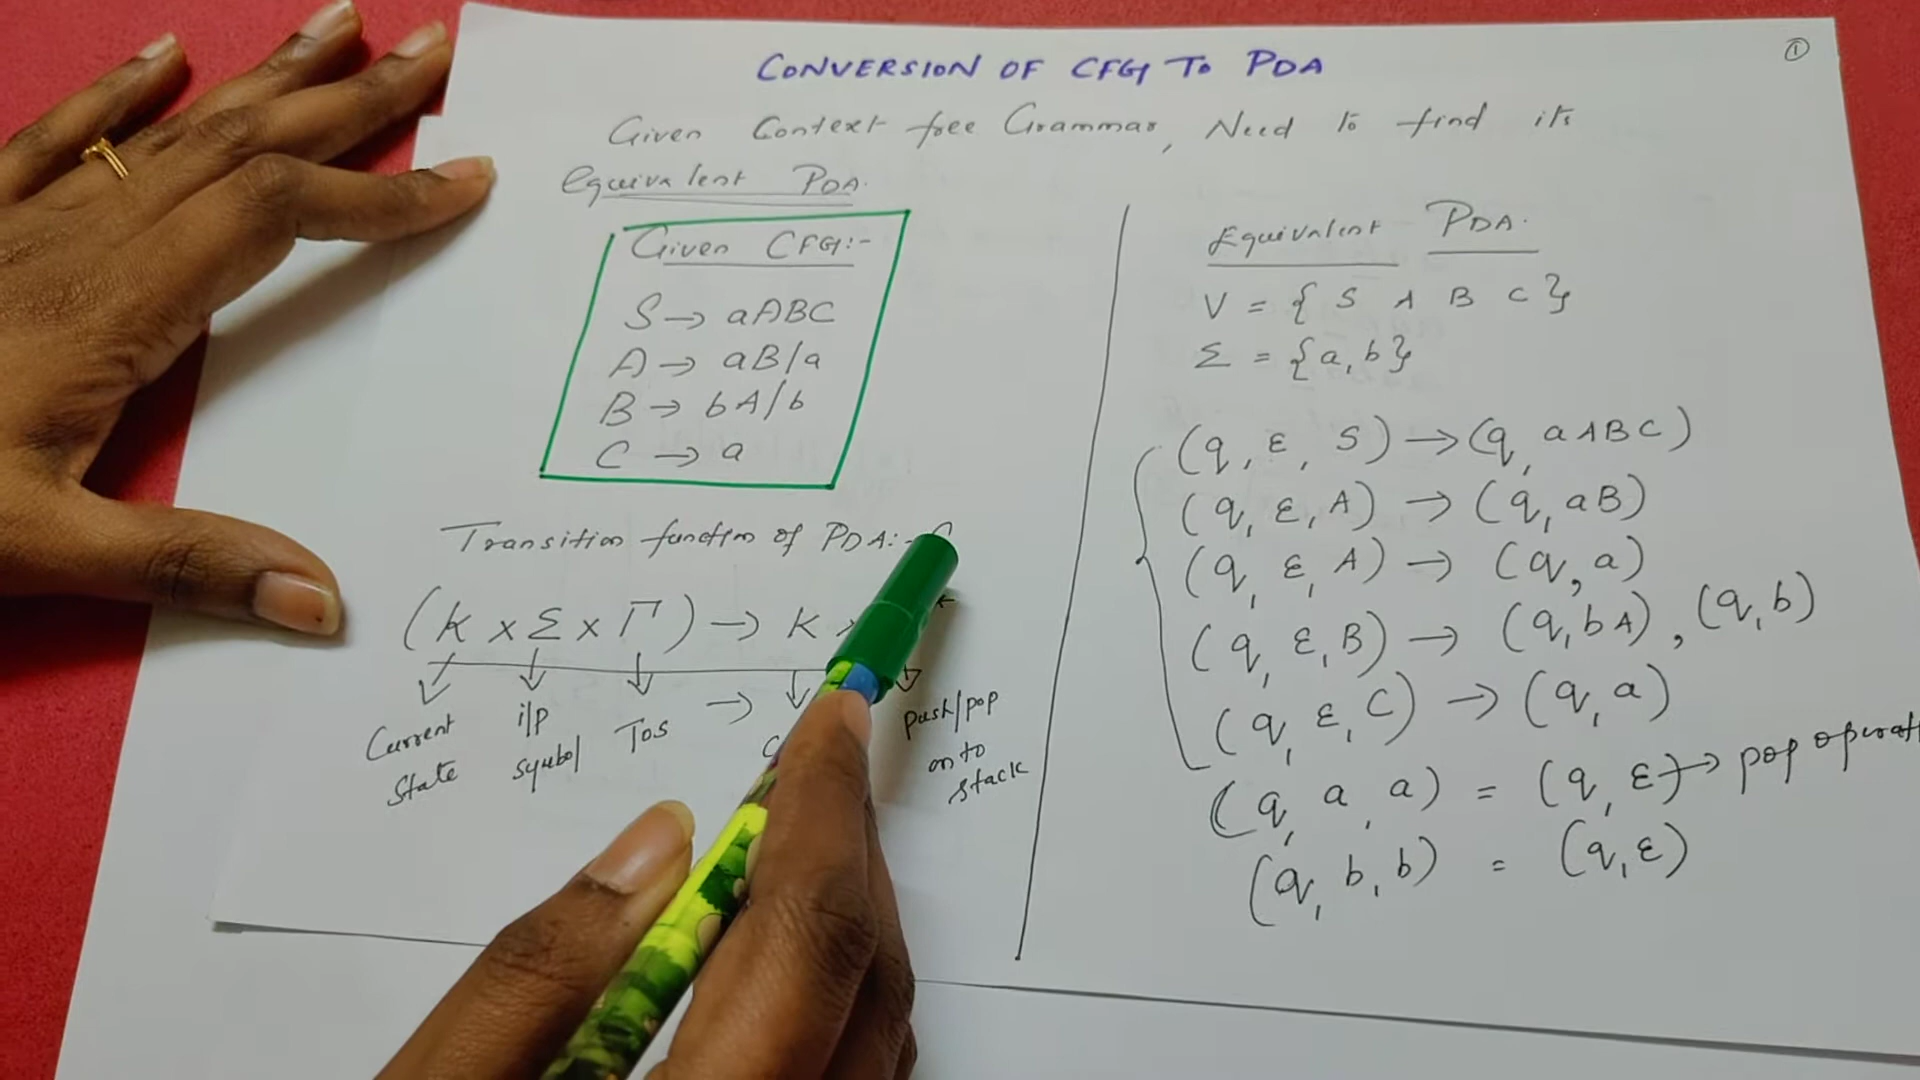 ①
CONVERSION OF CFG TO PDA
Given Context free Grammar, Need to find its
Equivalent PDA.
Given CFG:-
S → aABC
A → aB/a
B → bA/b
C → a
Transition function of PDA:-
(K x Σ x Γ) → K
Current State
i/p symbol
TOS
→
push/pop onto stack
Equivalent PDA.
V = { S A B C }
Σ = {a, b}
(q, ε, S) → (q, aABC)
(q, ε, A) → (q, aB)
(q, ε, A) → (q, a)
(q, ε, B) → (q, bA), (q, b)
(q, ε, C) → (q, a)
(q, a, a) = (q, ε) → pop operat
(q, b, b) = (q, ε)